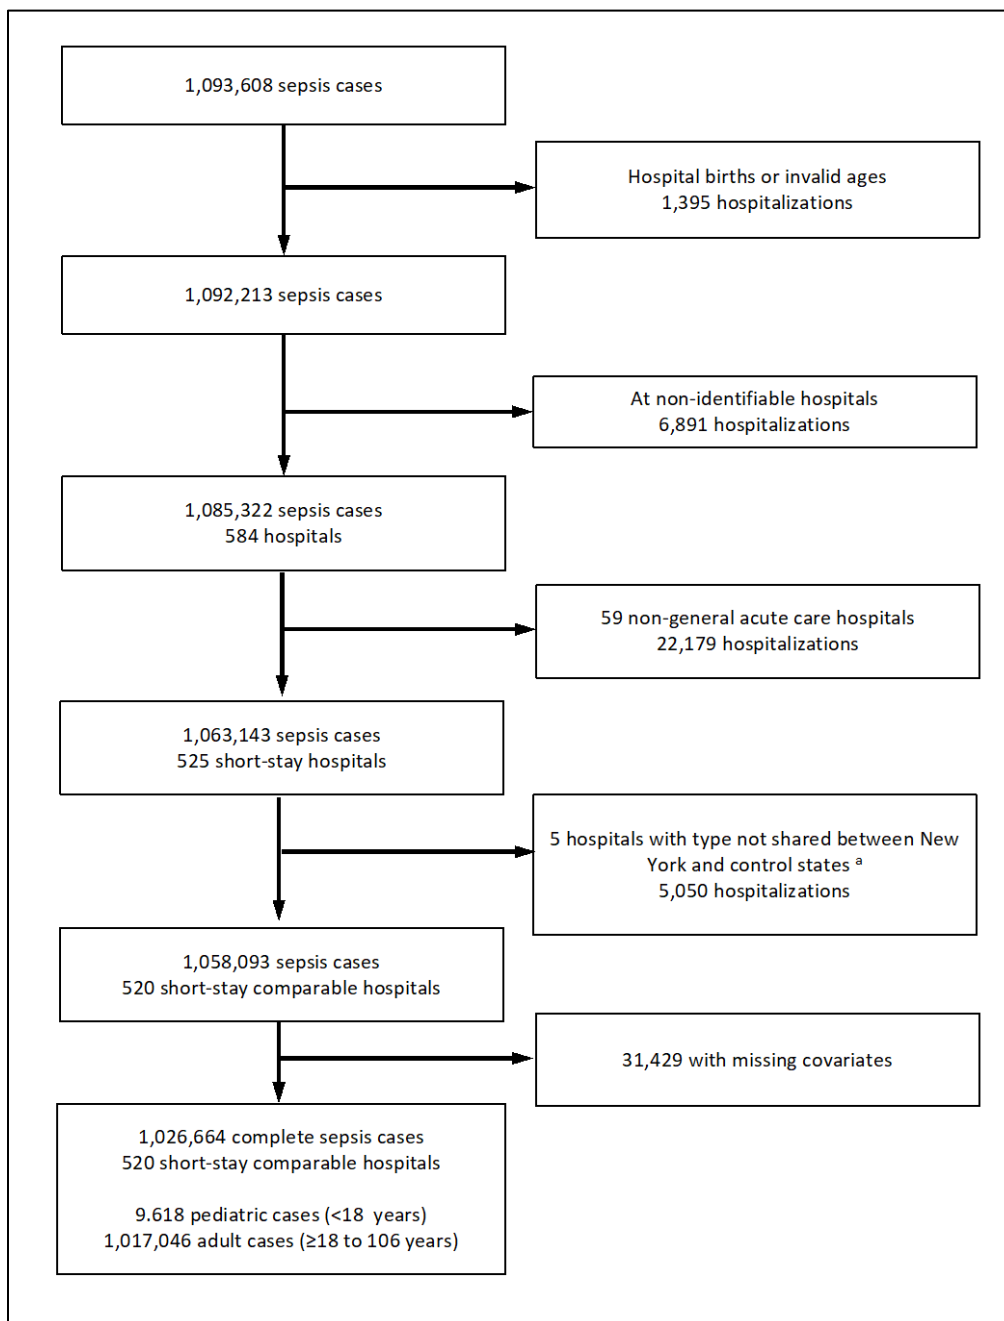 1,093,608 sepsis cases
Hospital births or invalid ages
1,395 hospitalizations
1,092,213 sepsis cases
At non-identifiable hospitals
6,891 hospitalizations
1,085,322 sepsis cases
584 hospitals
59 non-general acute care hospitals
22,179 hospitalizations
1,063,143 sepsis cases
525 short-stay hospitals
5 hospitals with type not shared between New
York and control states ᵃ
5,050 hospitalizations
1,058,093 sepsis cases
520 short-stay comparable hospitals
31,429 with missing covariates
1,026,664 complete sepsis cases
520 short-stay comparable hospitals
9.618 pediatric cases (<18 years)
1,017,046 adult cases (≥18 to 106 years)